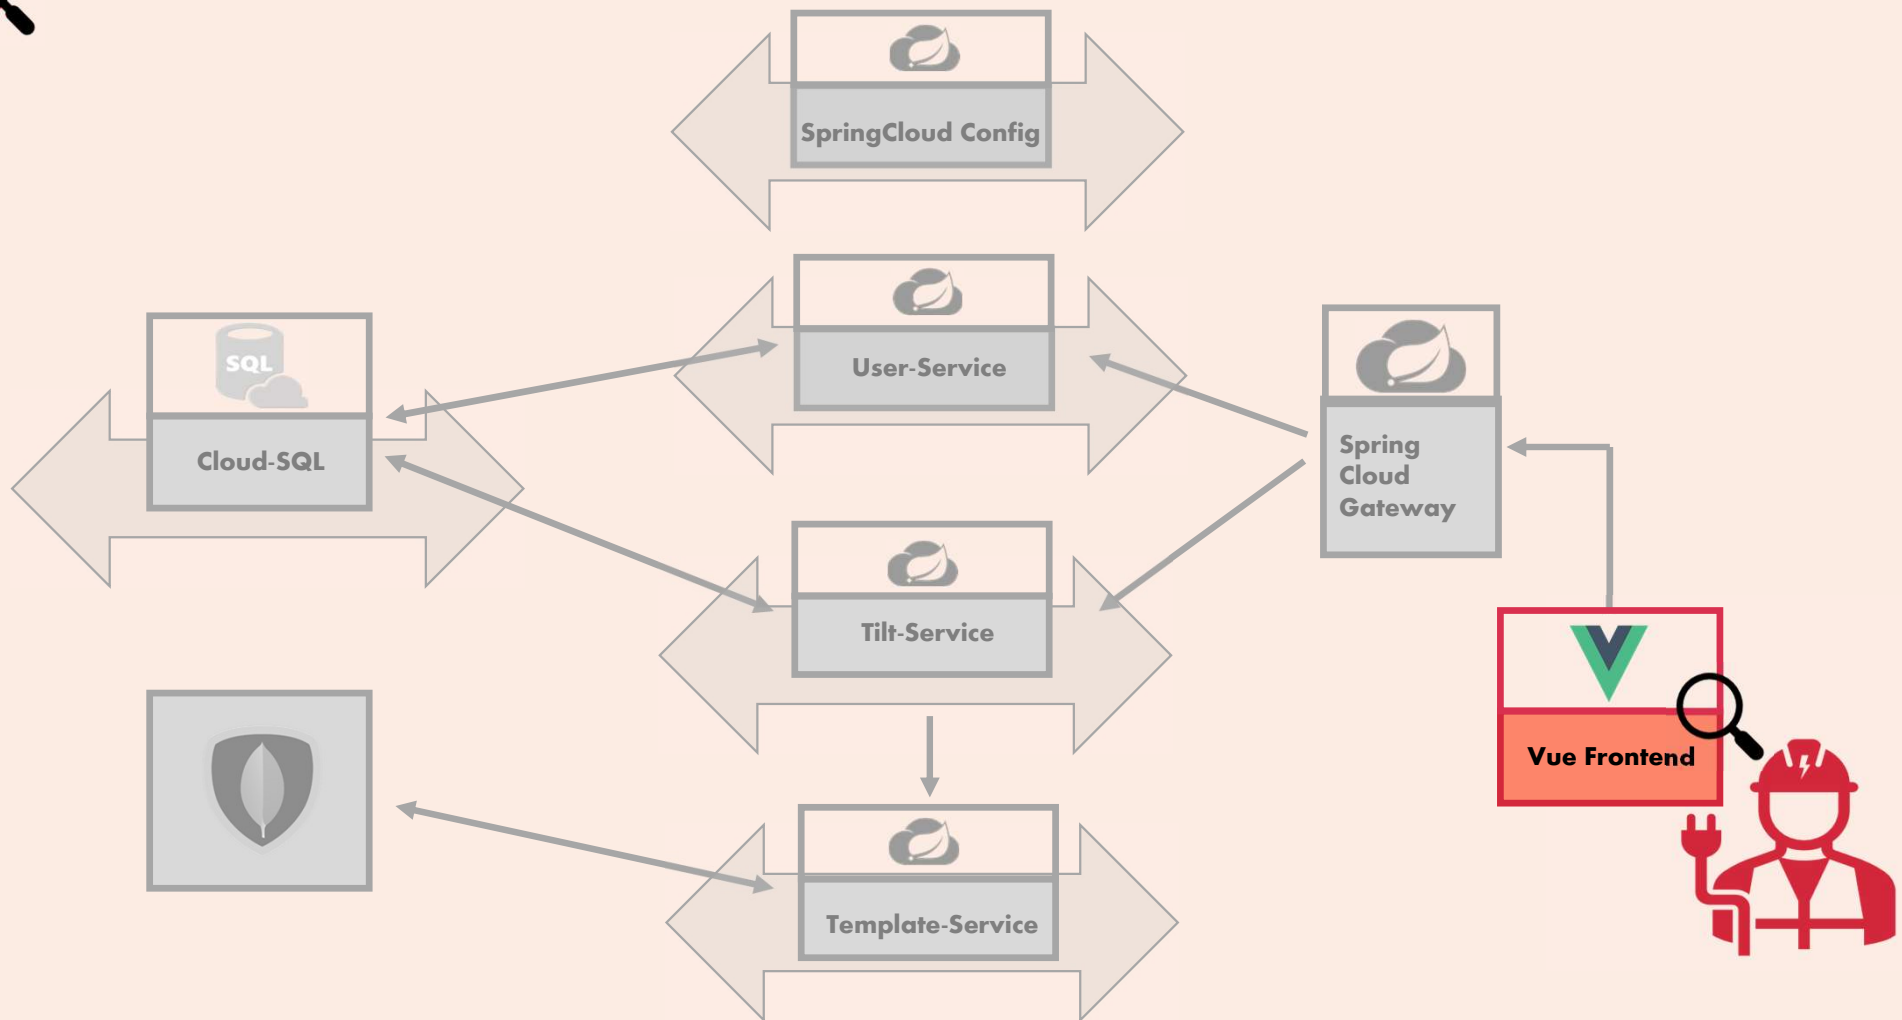 SpringCloud Config
User-Service
SQL
Cloud-SQL
Spring
Cloud
Gateway
Tilt-Service
Vue Frontend
Template-Service